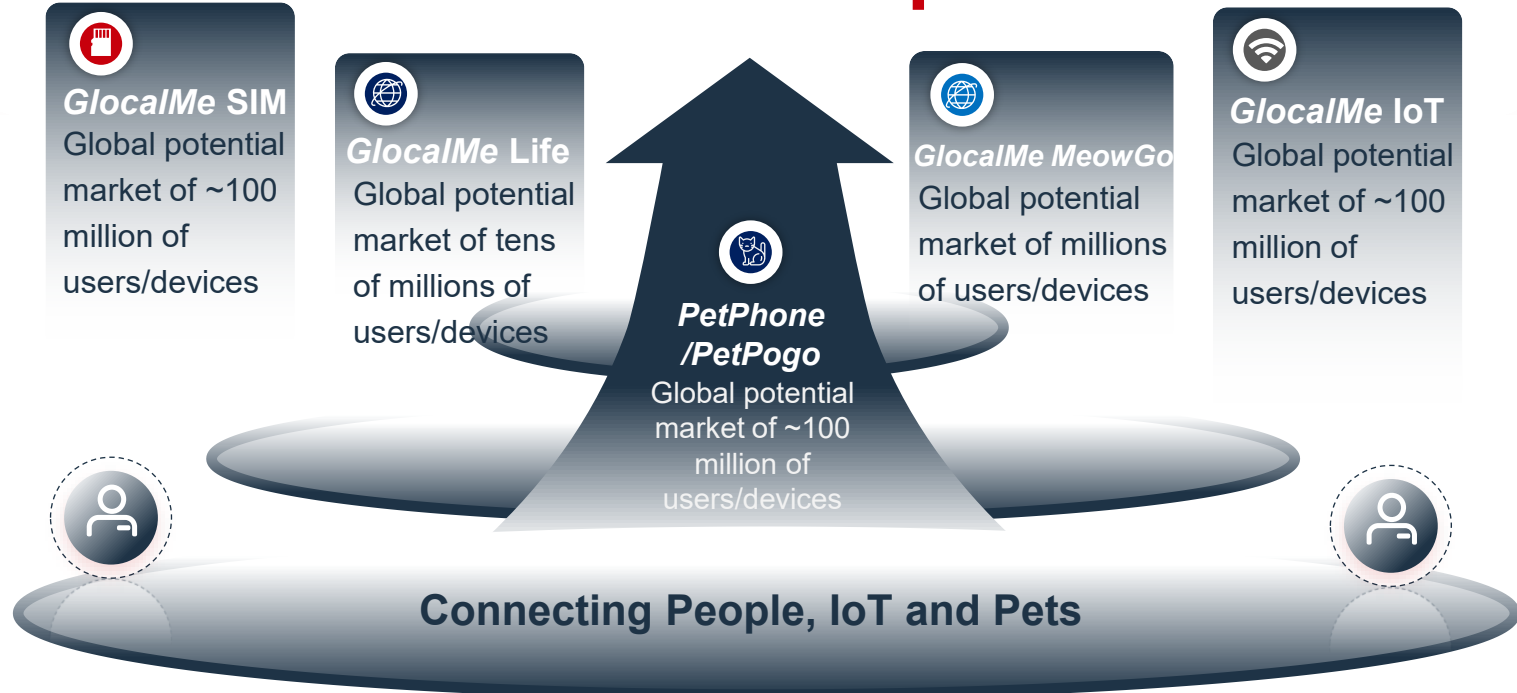 GlocalMe SIM
Global potential
market of ~100
million of
users/devices
GlocalMe Life
Global potential
market of tens
of millions of
users/devices
PetPhone
/PetPogo
Global potential
market of ~100
million of
users/devices
GlocalMe MeowGo
Global potential
market of millions
of users/devices
GlocalMe IoT
Global potential
market of ~100
million of
users/devices
Connecting People, IoT and Pets